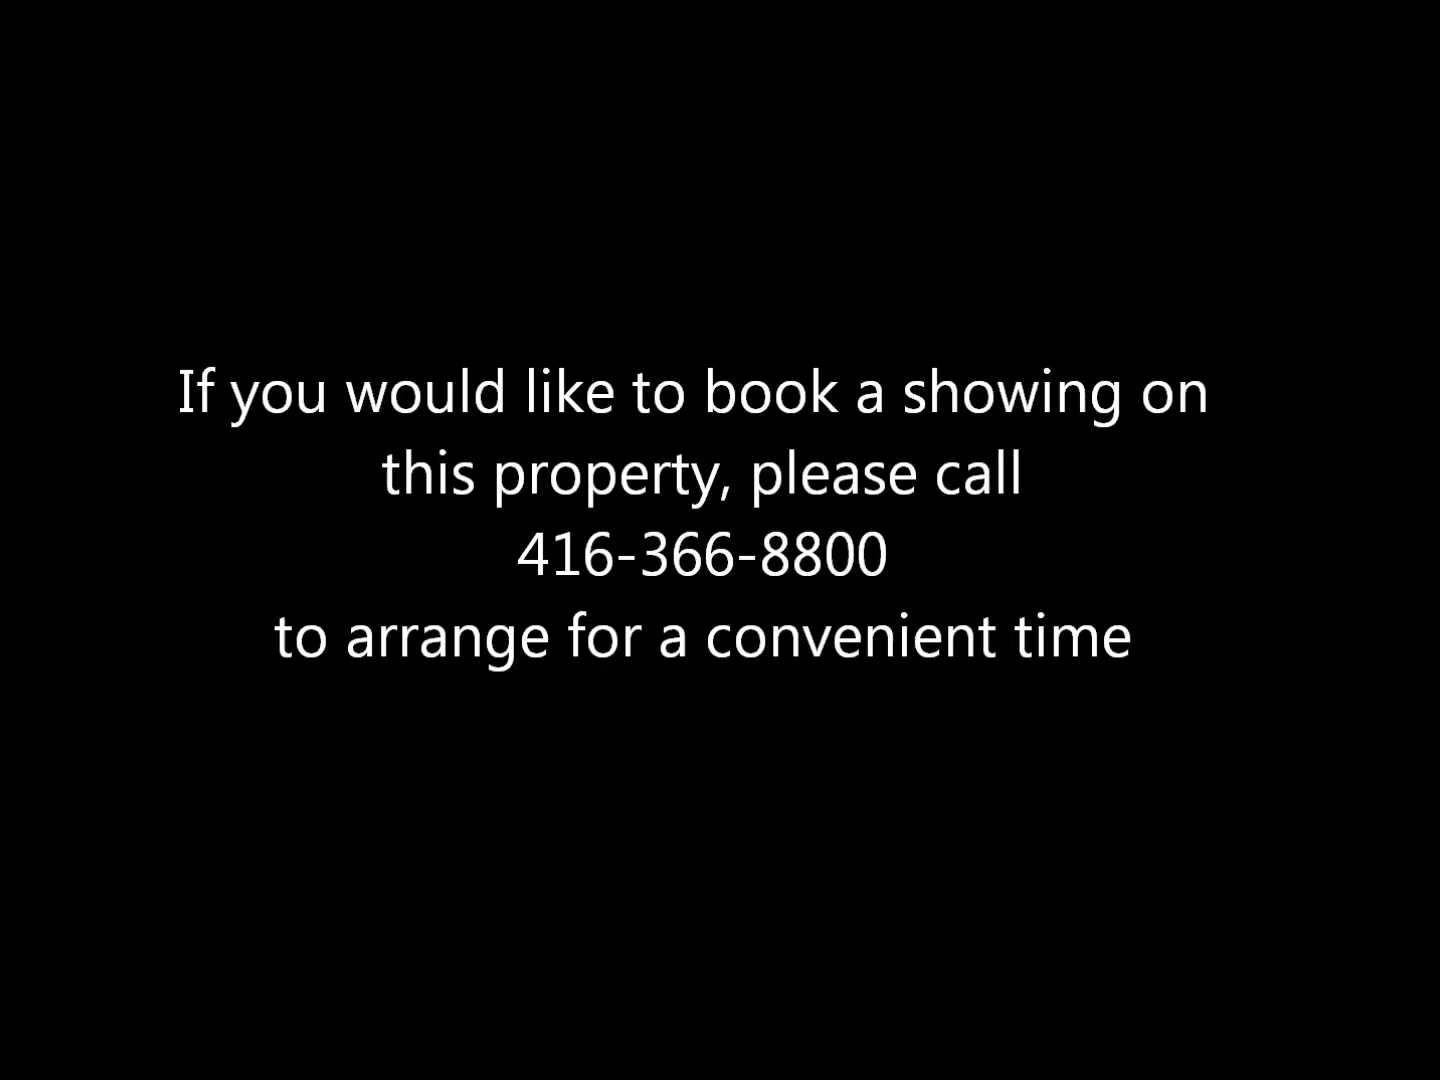 If you would like to book a showing on
this property, please call
416-366-8800
to arrange for a convenient time